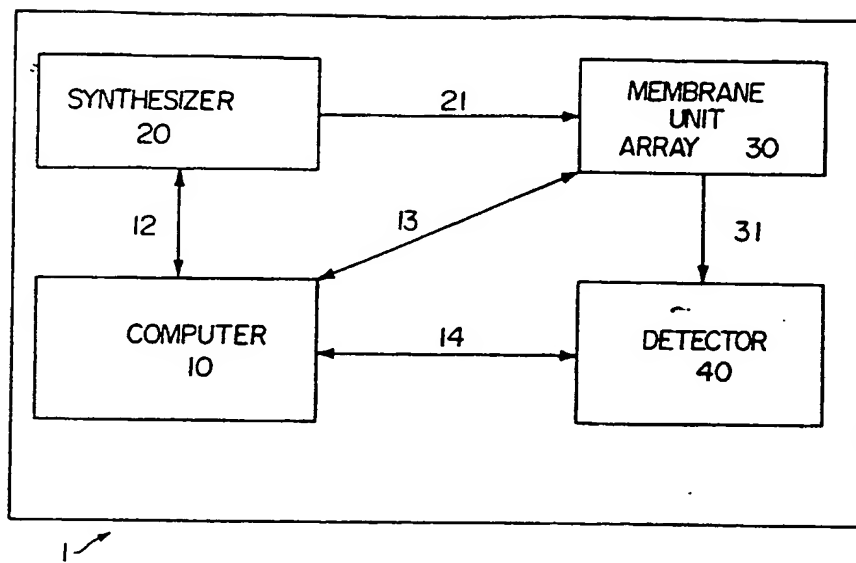 SYNTHESIZER
20
21
MEMBRANE
UNIT
ARRAY 30
12
13
31
COMPUTER
10
14
DETECTOR
40
1